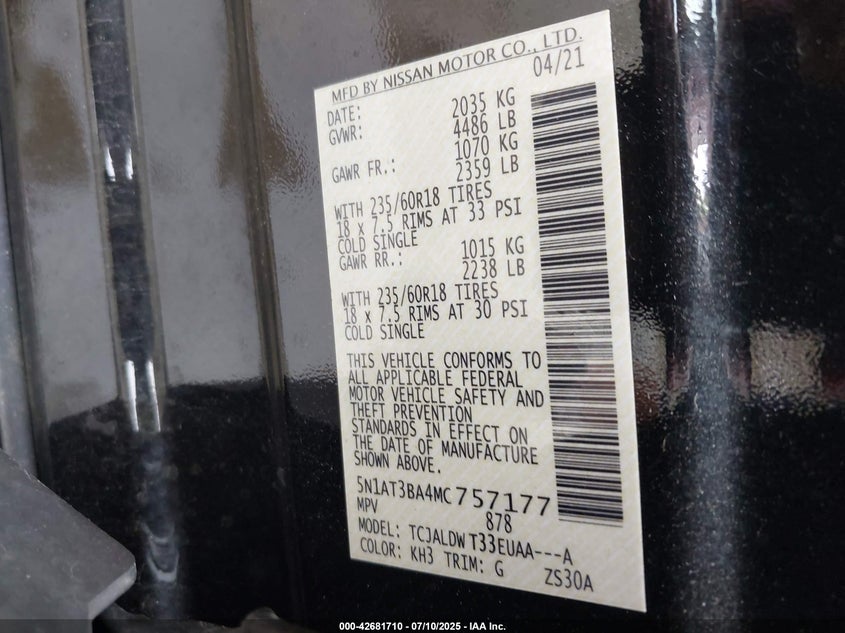 MFD BY NISSAN MOTOR CO., LTD.
DATE: 04/21
GVWR: 2035 KG
4486 LB
GAWR FR.: 1070 KG
2359 LB
WITH 235/60R18 TIRES
18 x 7.5 RIMS AT 33 PSI
COLD SINGLE
GAWR RR.: 1015 KG
2238 LB
WITH 235/60R18 TIRES
18 x 7.5 RIMS AT 30 PSI
COLD SINGLE
THIS VEHICLE CONFORMS TO
ALL APPLICABLE FEDERAL
MOTOR VEHICLE SAFETY AND
THEFT PREVENTION
STANDARDS IN EFFECT ON
THE DATE OF MANUFACTURE
SHOWN ABOVE.
5N1AT3BA4MC757177
MPV 878
MODEL: TCJALDWT33EUAA---A
COLOR: KH3 TRIM: G ZS30A
000-42681710 - 07/10/2025 - IAA Inc.